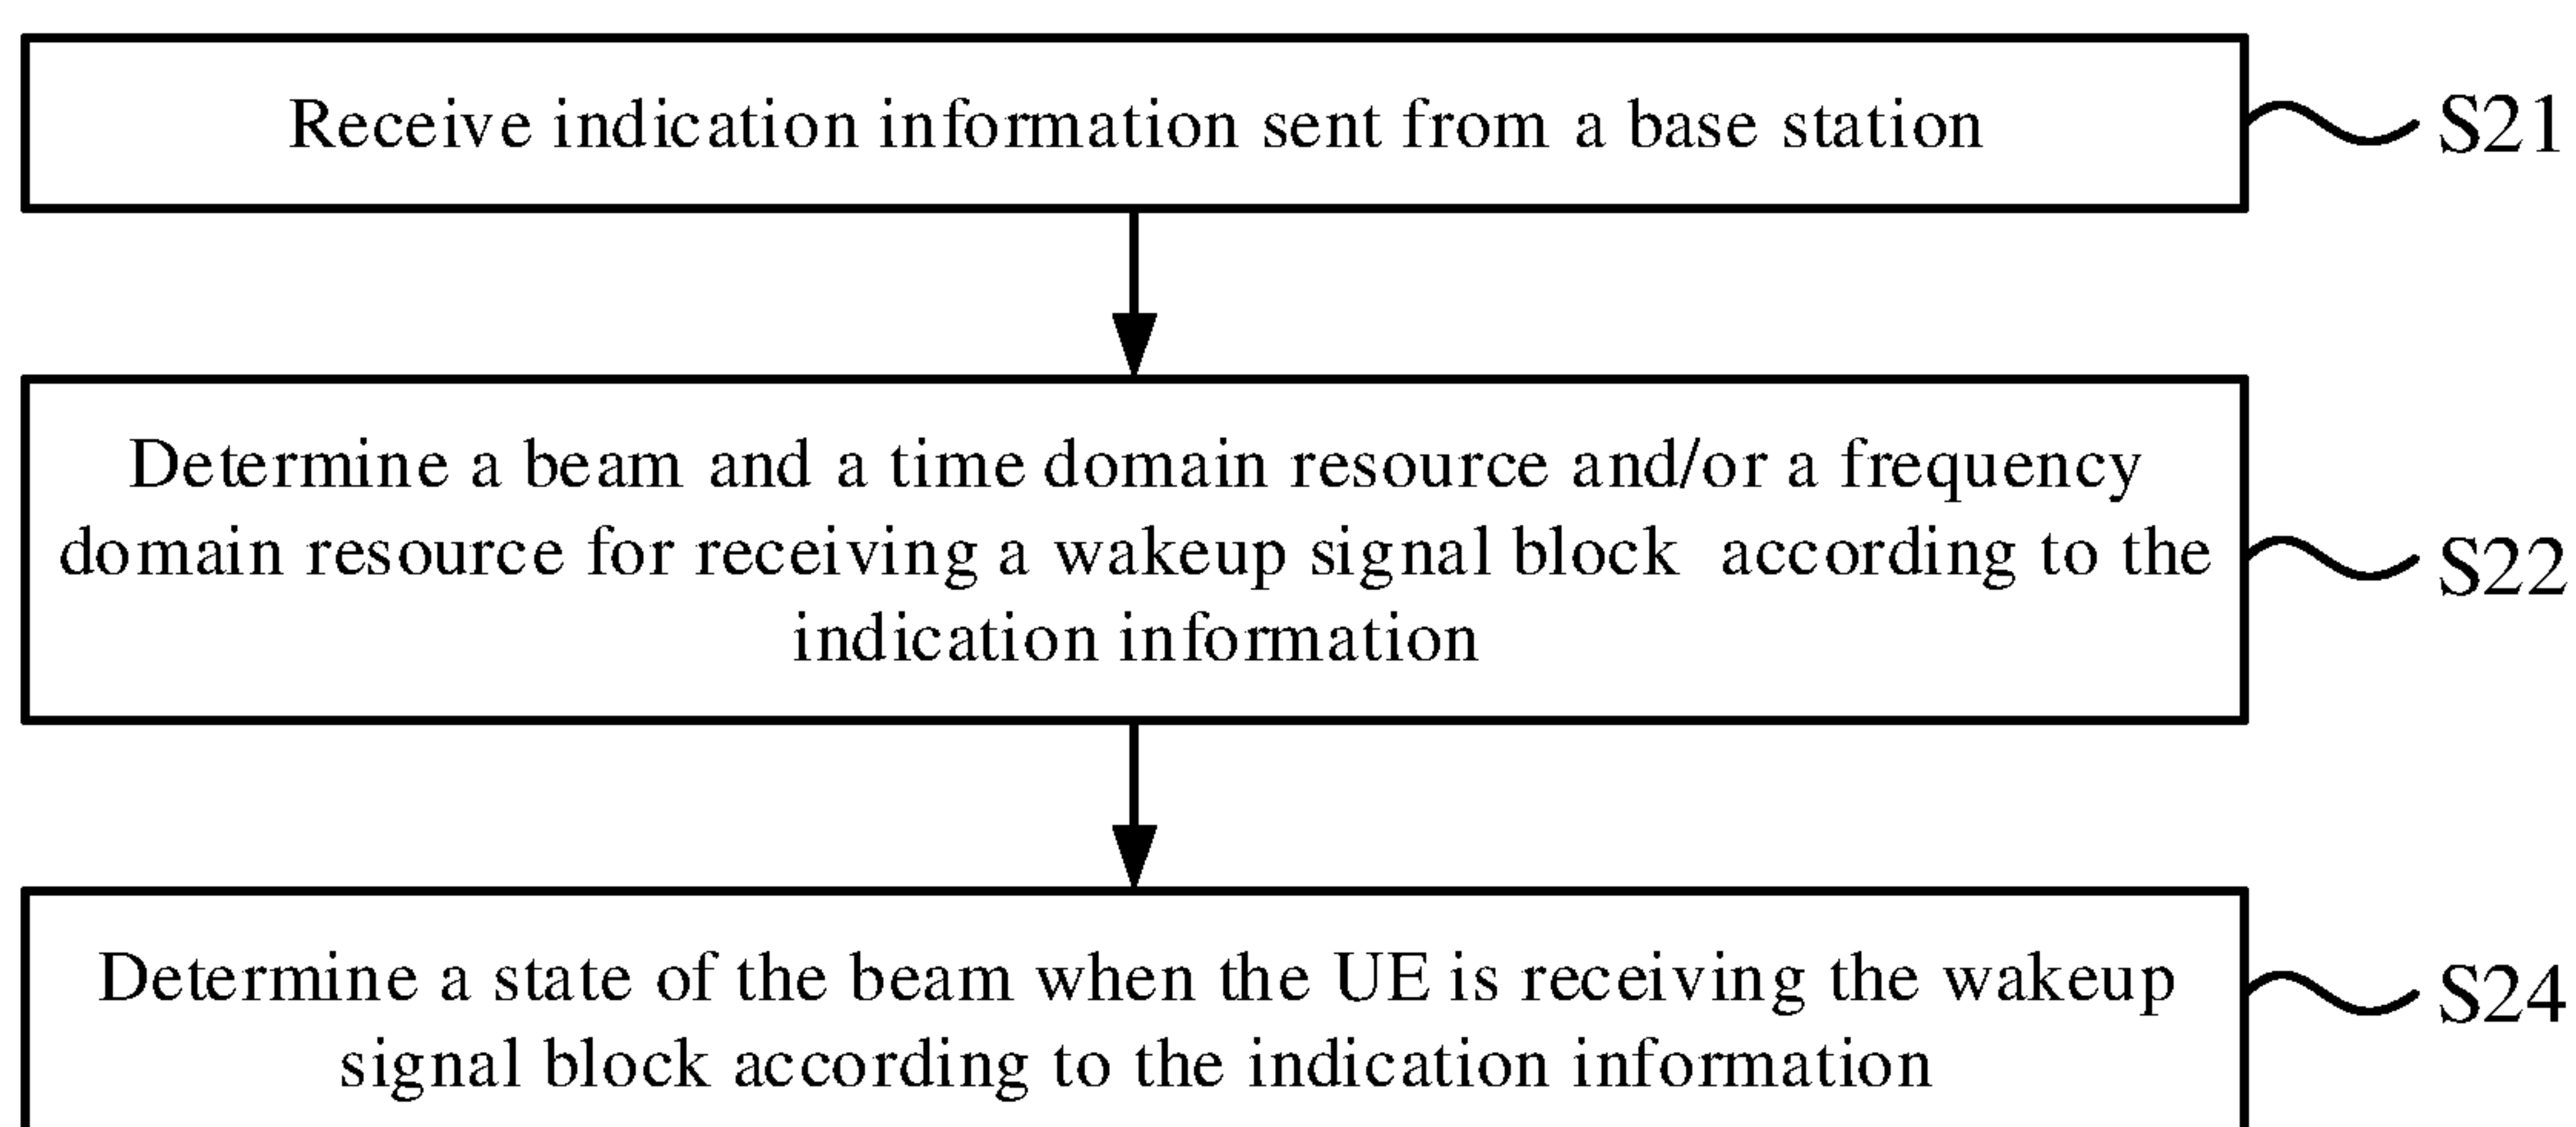 Receive indication information sent from a base station
S21
Determine a beam and a time domain resource and/or a frequency
domain resource for receiving a wakeup signal block according to the
indication information
S22
Determine a state of the beam when the UE is receiving the wakeup
signal block according to the indication information
S24